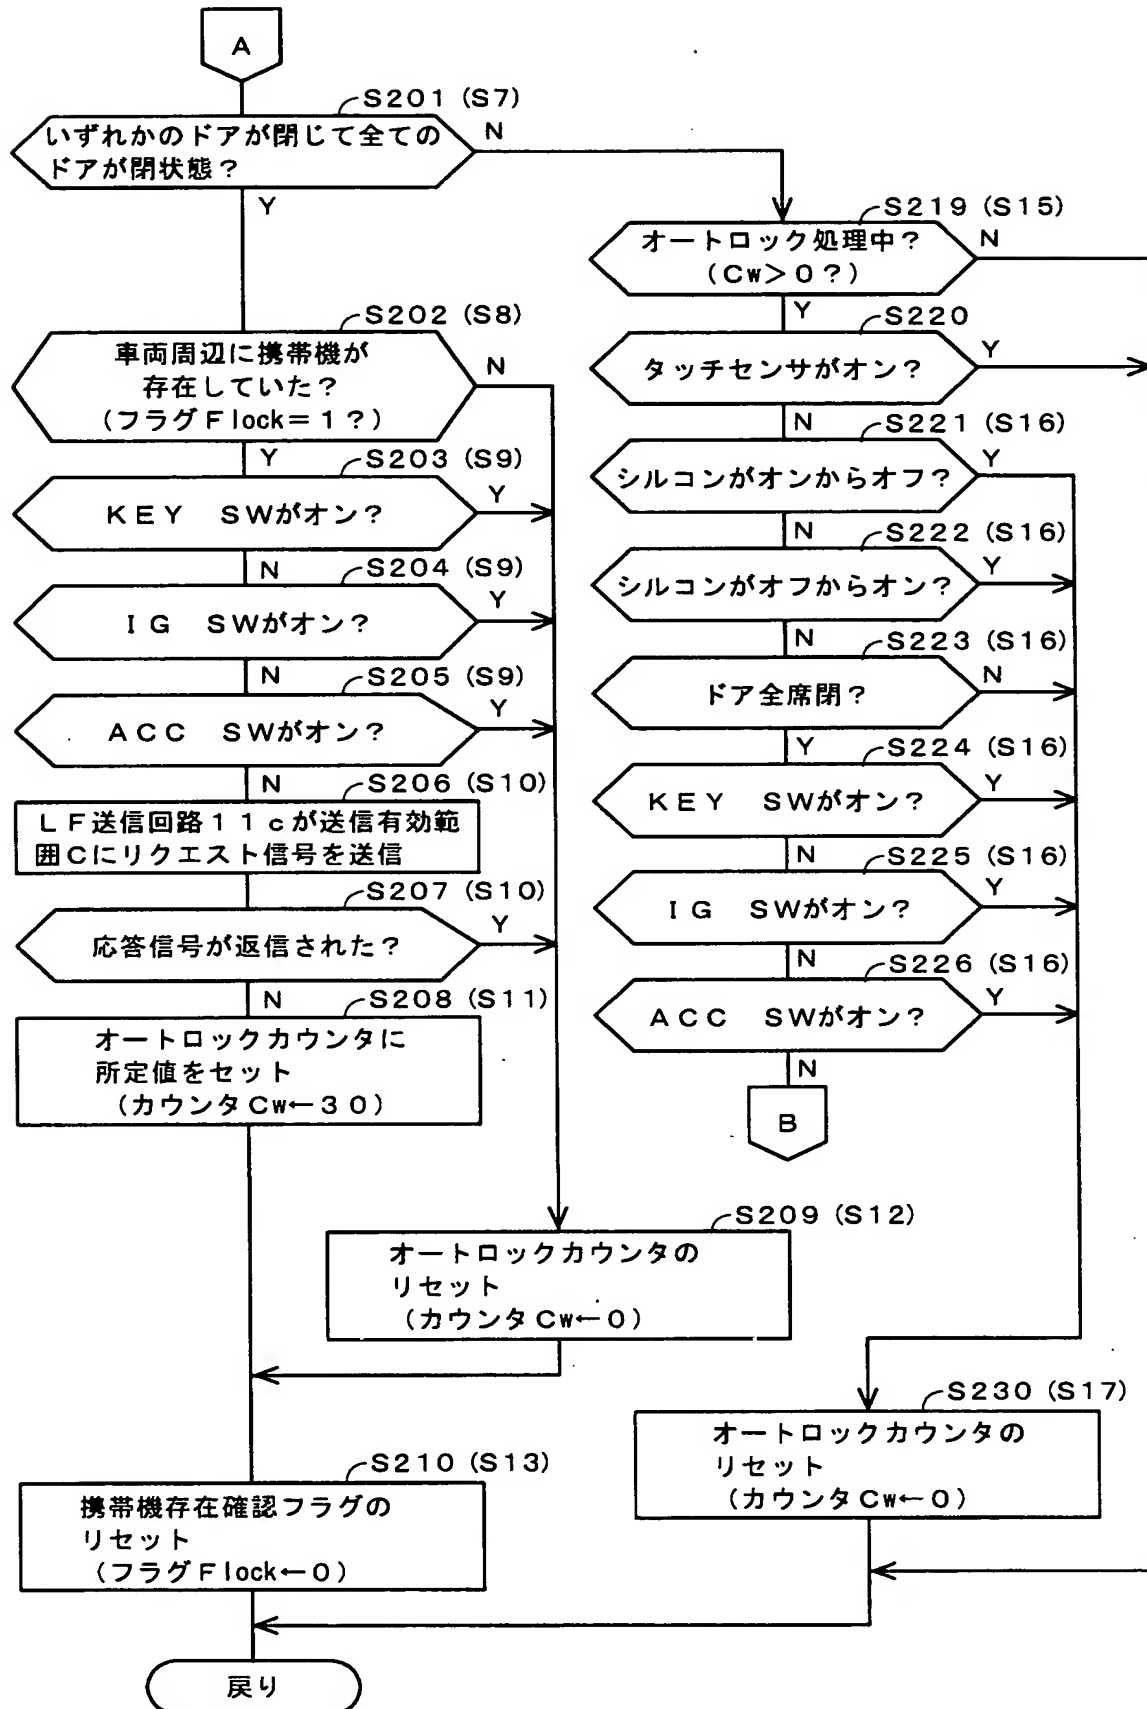 A
S201(S7)
いずれかのドアが閉じて全ての
ドアが閉状態？
N
Y
S202(S8)
車両周辺に携帯機が
存在していた？
(フラグFlock＝1？)
N
Y
S203(S9)
KEY SWがオン？
Y
N
S204(S9)
IG SWがオン？
Y
N
S205(S9)
ACC SWがオン？
Y
N
S206(S10)
LF送信回路11cが送信有効範
囲Cにリクエスト信号を送信
S207(S10)
応答信号が返信された？
Y
N
S208(S11)
オートロックカウンタに
所定値をセット
(カウンタCw←30)
S209(S12)
オートロックカウンタの
リセット
(カウンタCw←0)
S210(S13)
携帯機存在確認フラグの
リセット
(フラグFlock←0)
戻り
S219(S15)
オートロック処理中？
(Cw＞0？)
N
Y
S220
タッチセンサがオン？
Y
N
S221(S16)
シルコンがオンからオフ？
Y
N
S222(S16)
シルコンがオフからオン？
Y
N
S223(S16)
ドア全席閉？
N
Y
S224(S16)
KEY SWがオン？
Y
N
S225(S16)
IG SWがオン？
Y
N
S226(S16)
ACC SWがオン？
Y
N
B
S230(S17)
オートロックカウンタの
リセット
(カウンタCw←0)